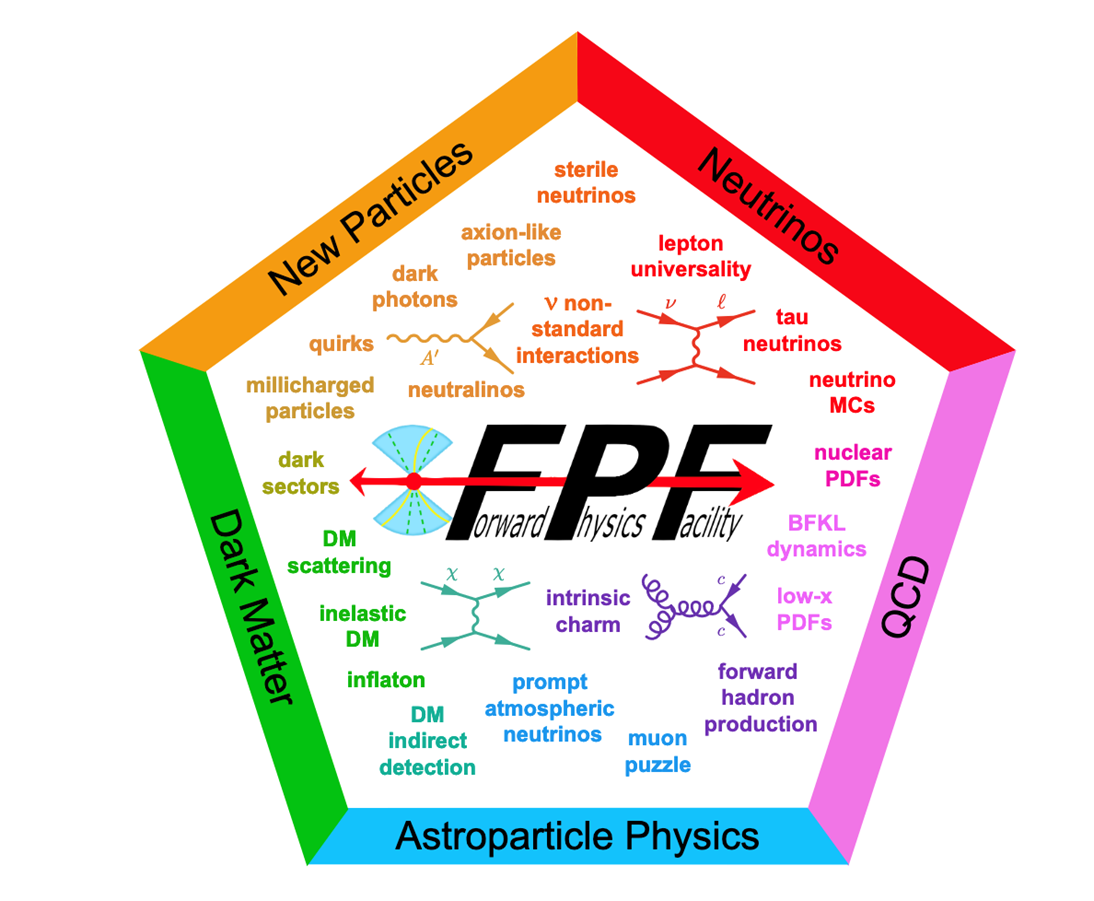 New Particles
Neutrinos
sterile
neutrinos
axion-like
particles
lepton
universality
dark
photons
ν non-
standard
interactions
ν
ℓ
tau
neutrinos
quirks
A′
neutralinos
millicharged
particles
neutrino
MCs
dark
sectors
FPF
Forward Physics Facility
nuclear
PDFs
BFKL
dynamics
DM
scattering
χ χ
intrinsic
charm
c
c
low-x
PDFs
inelastic
DM
inflaton
prompt
atmospheric
neutrinos
forward
hadron
production
DM
indirect
detection
muon
puzzle
Dark Matter
QCD
Astroparticle Physics